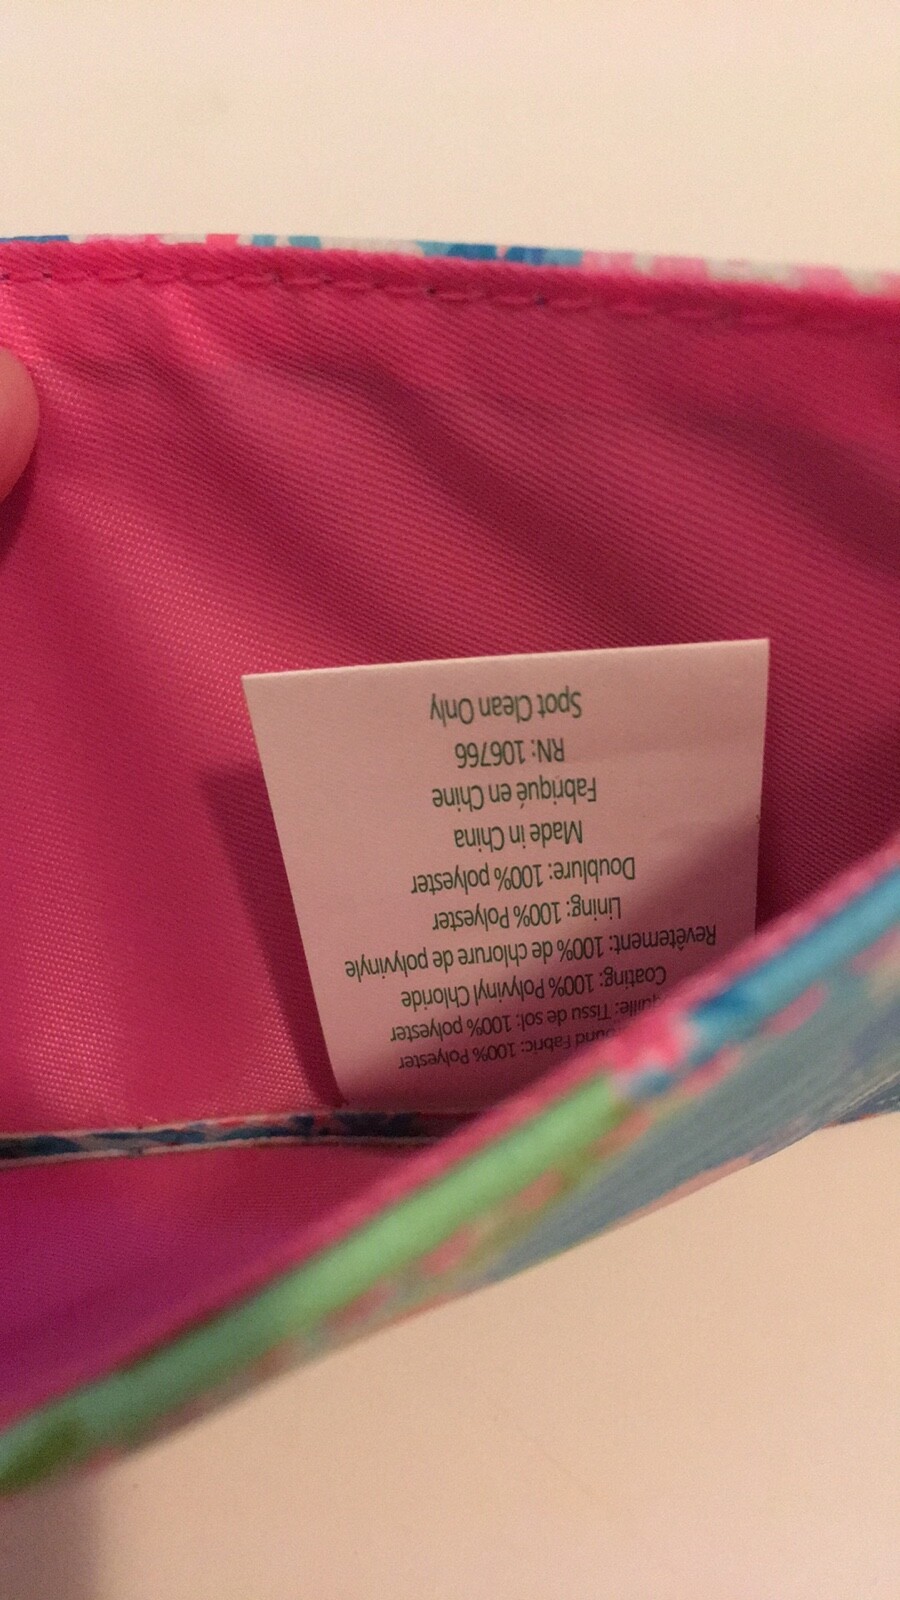 Fabric: 100% Polyester
Tissu de sol: 100% polyester
Coating: 100% Polyvinyl Chloride
Revêtement: 100% de chlorure de polyvinyle
Lining: 100% Polyester
Doublure: 100% polyester
Made in China
Fabriqué en Chine
RN: 106766
Spot Clean Only